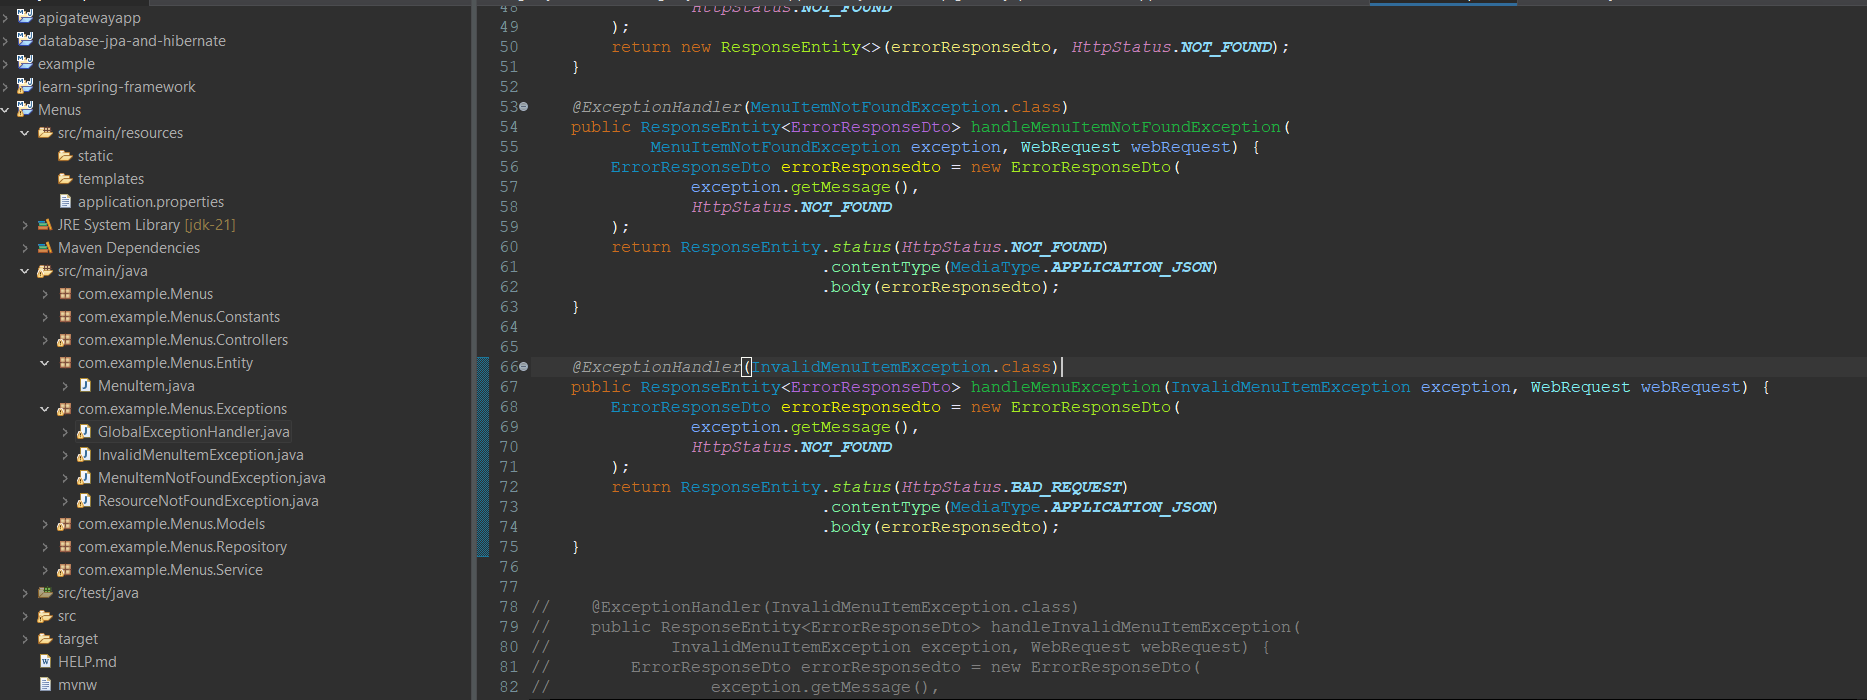 apigatewayapp
database-jpa-and-hibernate
example
learn-spring-framework
Menus
src/main/resources
static
templates
application.properties
JRE System Library [jdk-21]
Maven Dependencies
src/main/java
com.example.Menus
com.example.Menus.Constants
com.example.Menus.Controllers
com.example.Menus.Entity
MenuItem.java
com.example.Menus.Exceptions
GlobalExceptionHandler.java
InvalidMenuItemException.java
MenuItemNotFoundException.java
ResourceNotFoundException.java
com.example.Menus.Models
com.example.Menus.Repository
com.example.Menus.Service
src/test/java
src
target
HELP.md
mvnw
48 HttpStatus.NOT_FOUND
49 );
50 return new ResponseEntity<>(errorResponsedto, HttpStatus.NOT_FOUND);
51 }
52
53 @ExceptionHandler(MenuItemNotFoundException.class)
54 public ResponseEntity<ErrorResponseDto> handleMenuItemNotFoundException(
55 MenuItemNotFoundException exception, WebRequest webRequest) {
56 ErrorResponseDto errorResponsedto = new ErrorResponseDto(
57 exception.getMessage(),
58 HttpStatus.NOT_FOUND
59 );
60 return ResponseEntity.status(HttpStatus.NOT_FOUND)
61 .contentType(MediaType.APPLICATION_JSON)
62 .body(errorResponsedto);
63 }
64
65
66 @ExceptionHandler(InvalidMenuItemException.class)
67 public ResponseEntity<ErrorResponseDto> handleMenuException(InvalidMenuItemException exception, WebRequest webRequest) {
68 ErrorResponseDto errorResponsedto = new ErrorResponseDto(
69 exception.getMessage(),
70 HttpStatus.NOT_FOUND
71 );
72 return ResponseEntity.status(HttpStatus.BAD_REQUEST)
73 .contentType(MediaType.APPLICATION_JSON)
74 .body(errorResponsedto);
75 }
76
77
78 // @ExceptionHandler(InvalidMenuItemException.class)
79 // public ResponseEntity<ErrorResponseDto> handleInvalidMenuItemException(
80 // InvalidMenuItemException exception, WebRequest webRequest) {
81 // ErrorResponseDto errorResponsedto = new ErrorResponseDto(
82 // exception.getMessage(),